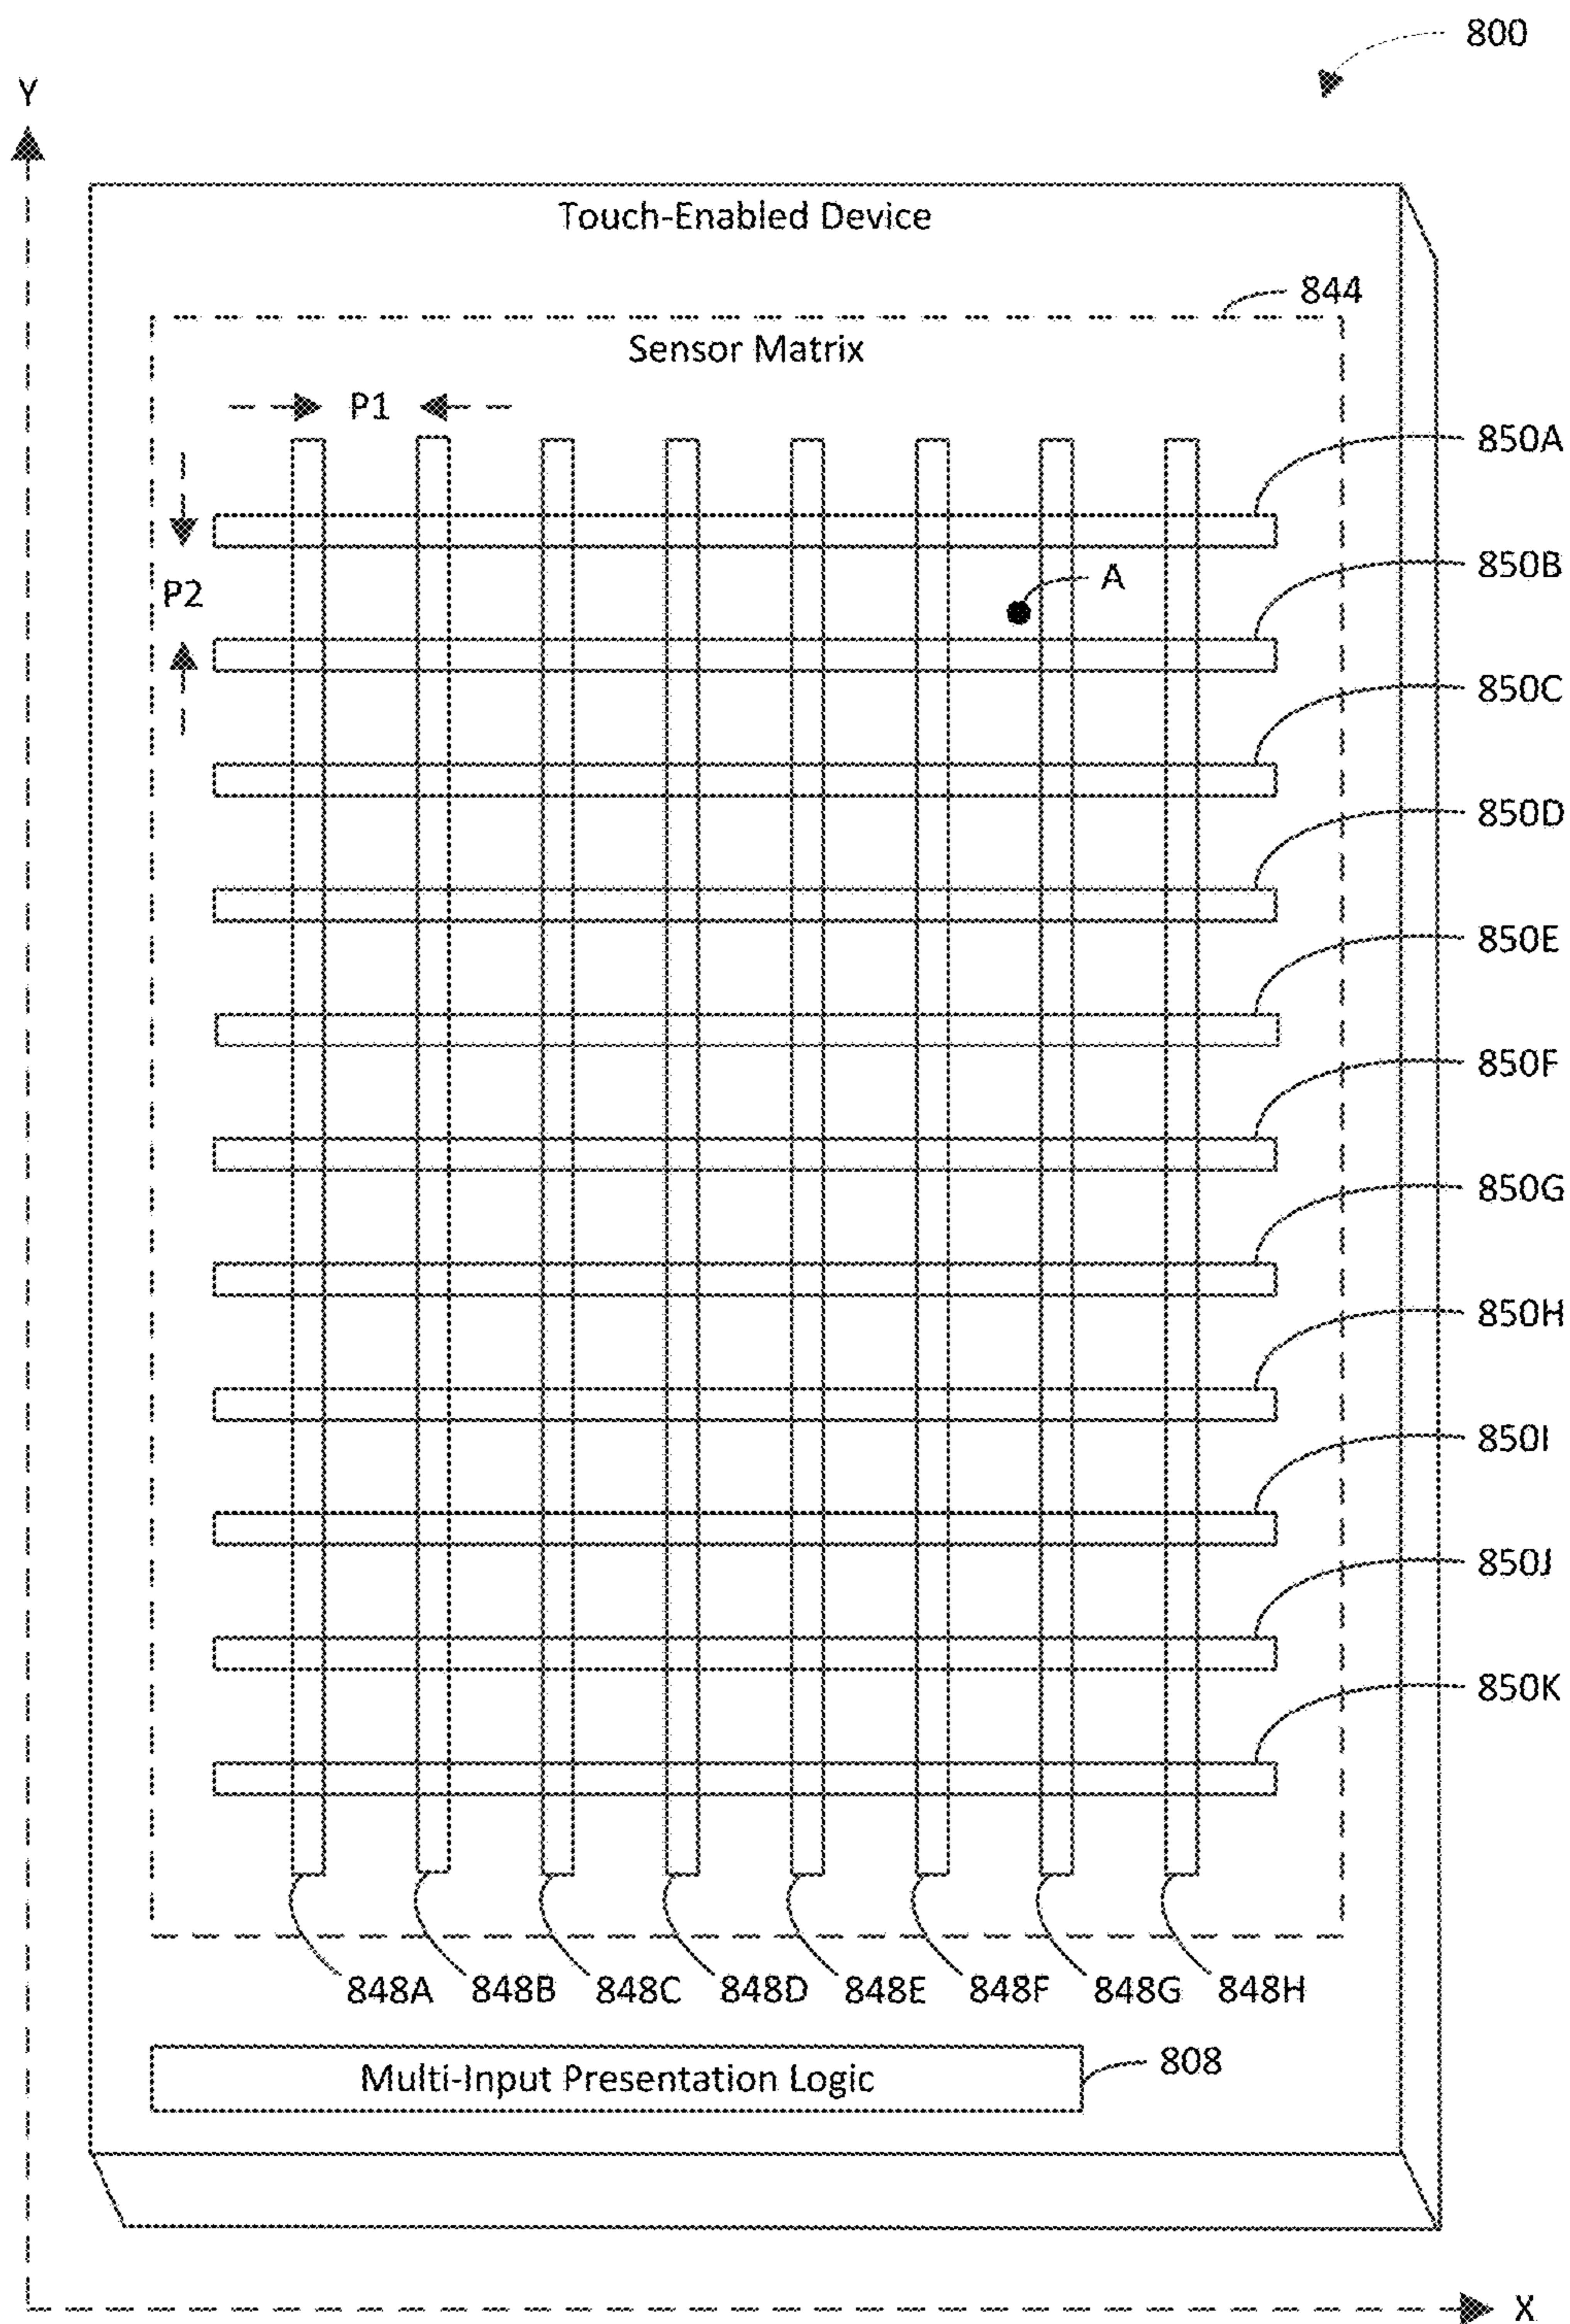 800
Y
Touch-Enabled Device
844
Sensor Matrix
P1
850A
850B
A
P2
850C
850D
850E
850F
850G
850H
850I
850J
850K
848A 848B 848C 848D 848E 848F 848G 848H
808
Multi-Input Presentation Logic
X